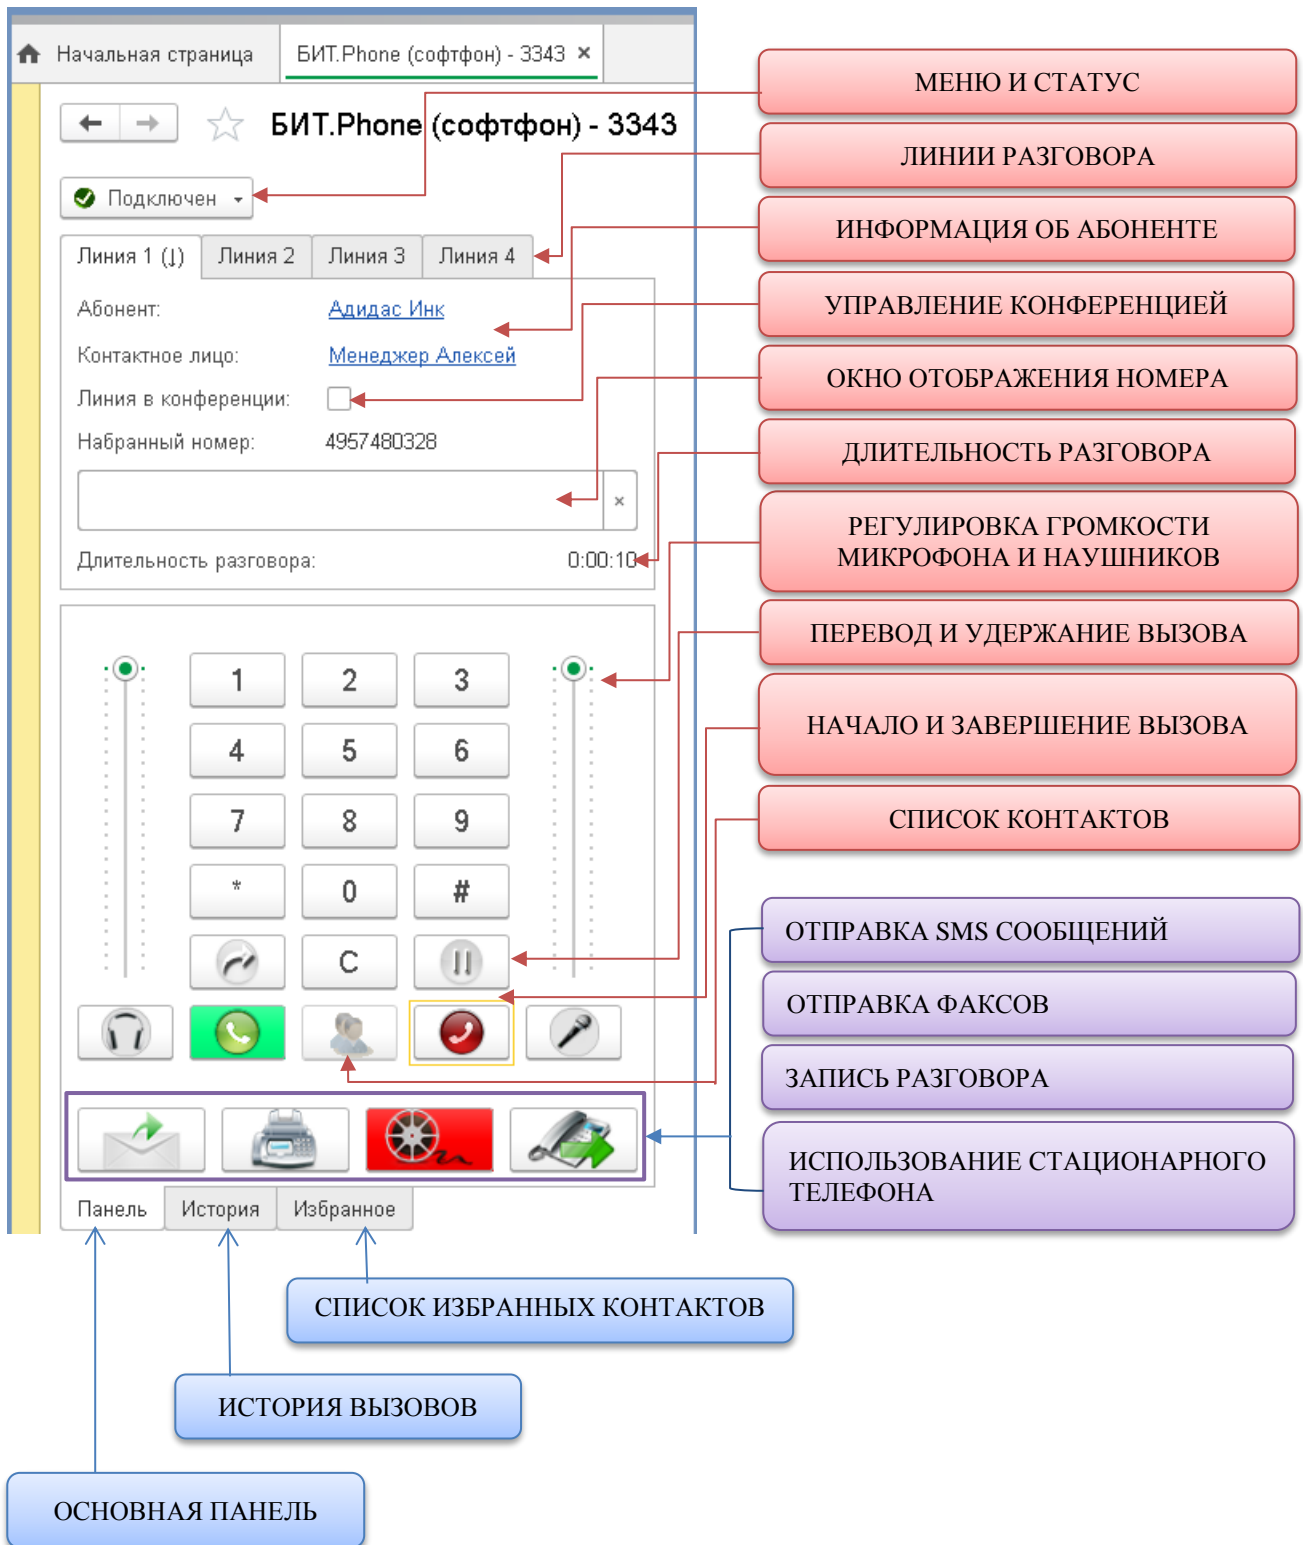 Начальная страница
БИТ.Phone (софтфон) - 3343 ×
БИТ.Phone (софтфон) - 3343
Подключен
Линия 1 (↓) Линия 2 Линия 3 Линия 4
Абонент: Адидас Инк
Контактное лицо: Менеджер Алексей
Линия в конференции:
Набранный номер: 4957480328
×
Длительность разговора: 0:00:10
1 2 3
4 5 6
7 8 9
* 0 #
C
Панель История Избранное
МЕНЮ И СТАТУС
ЛИНИИ РАЗГОВОРА
ИНФОРМАЦИЯ ОБ АБОНЕНТЕ
УПРАВЛЕНИЕ КОНФЕРЕНЦИЕЙ
ОКНО ОТОБРАЖЕНИЯ НОМЕРА
ДЛИТЕЛЬНОСТЬ РАЗГОВОРА
РЕГУЛИРОВКА ГРОМКОСТИ
МИКРОФОНА И НАУШНИКОВ
ПЕРЕВОД И УДЕРЖАНИЕ ВЫЗОВА
НАЧАЛО И ЗАВЕРШЕНИЕ ВЫЗОВА
СПИСОК КОНТАКТОВ
ОТПРАВКА SMS СООБЩЕНИЙ
ОТПРАВКА ФАКСОВ
ЗАПИСЬ РАЗГОВОРА
ИСПОЛЬЗОВАНИЕ СТАЦИОНАРНОГО
ТЕЛЕФОНА
СПИСОК ИЗБРАННЫХ КОНТАКТОВ
ИСТОРИЯ ВЫЗОВОВ
ОСНОВНАЯ ПАНЕЛЬ